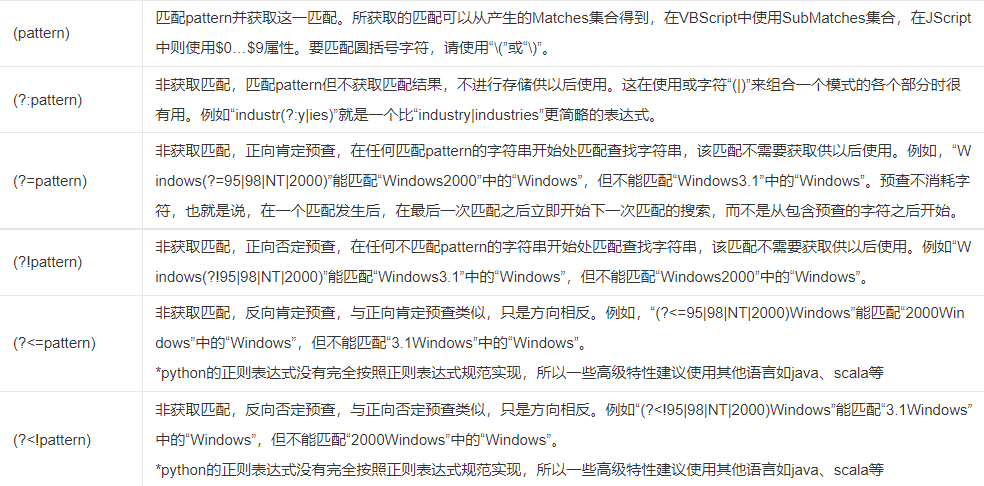 (pattern)
匹配pattern并获取这一匹配。所获取的匹配可以从产生的Matches集合得到，在VBScript中使用SubMatches集合，在JScript
中则使用$0…$9属性。要匹配圆括号字符，请使用“\(”或“\)”。
(?:pattern)
非获取匹配，匹配pattern但不获取匹配结果，不进行存储供以后使用。这在使用或字符“(|)”来组合一个模式的各个部分时很
有用。例如“industr(?:y|ies)”就是一个比“industry|industries”更简略的表达式。
(?=pattern)
非获取匹配，正向肯定预查，在任何匹配pattern的字符串开始处匹配查找字符串，该匹配不需要获取供以后使用。例如，“W
indows(?=95|98|NT|2000)”能匹配“Windows2000”中的“Windows”，但不能匹配“Windows3.1”中的“Windows”。预查不消耗字
符，也就是说，在一个匹配发生后，在最后一次匹配之后立即开始下一次匹配的搜索，而不是从包含预查的字符之后开始。
(?!pattern)
非获取匹配，正向否定预查，在任何不匹配pattern的字符串开始处匹配查找字符串，该匹配不需要获取供以后使用。例如“W
indows(?!95|98|NT|2000)”能匹配“Windows3.1”中的“Windows”，但不能匹配“Windows2000”中的“Windows”。
(?<=pattern)
非获取匹配，反向肯定预查，与正向肯定预查类似，只是方向相反。例如，“(?<=95|98|NT|2000)Windows”能匹配“2000Win
dows”中的“Windows”，但不能匹配“3.1Windows”中的“Windows”。
*python的正则表达式没有完全按照正则表达式规范实现，所以一些高级特性建议使用其他语言如java、scala等
(?<!pattern)
非获取匹配，反向否定预查，与正向否定预查类似，只是方向相反。例如“(?<!95|98|NT|2000)Windows”能匹配“3.1Windows”
中的“Windows”，但不能匹配“2000Windows”中的“Windows”。
*python的正则表达式没有完全按照正则表达式规范实现，所以一些高级特性建议使用其他语言如java、scala等